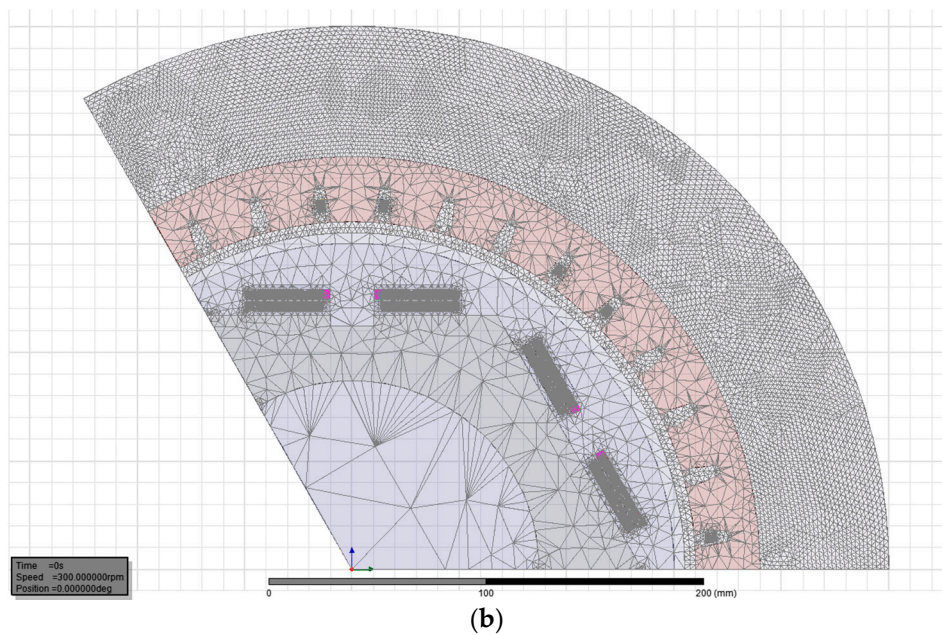 Time =0s
Speed =300.000000rpm
Position =0.000000deg
0 100 200 (mm)
(b)